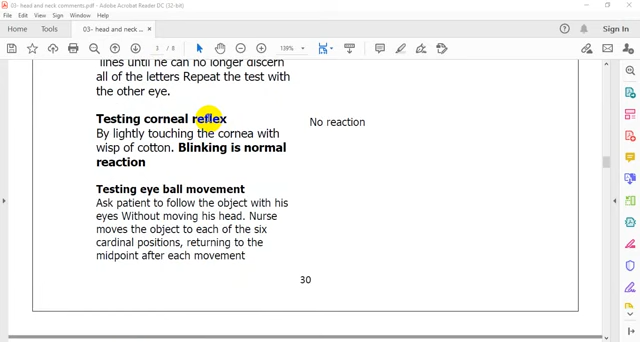 03- head and neck comments.pdf - Adobe Acrobat Reader DC (32-bit)
File Edit View Sign Window Help
Home Tools 03- head and neck ... × Sign In
3 / 8 139%
lines until he can no longer discern
all of the letters Repeat the test with
the other eye.
Testing corneal reflex
By lightly touching the cornea with
wisp of cotton. Blinking is normal
reaction
No reaction
Testing eye ball movement
Ask patient to follow the object with his
eyes Without moving his head. Nurse
moves the object to each of the six
cardinal positions, returning to the
midpoint after each movement
30